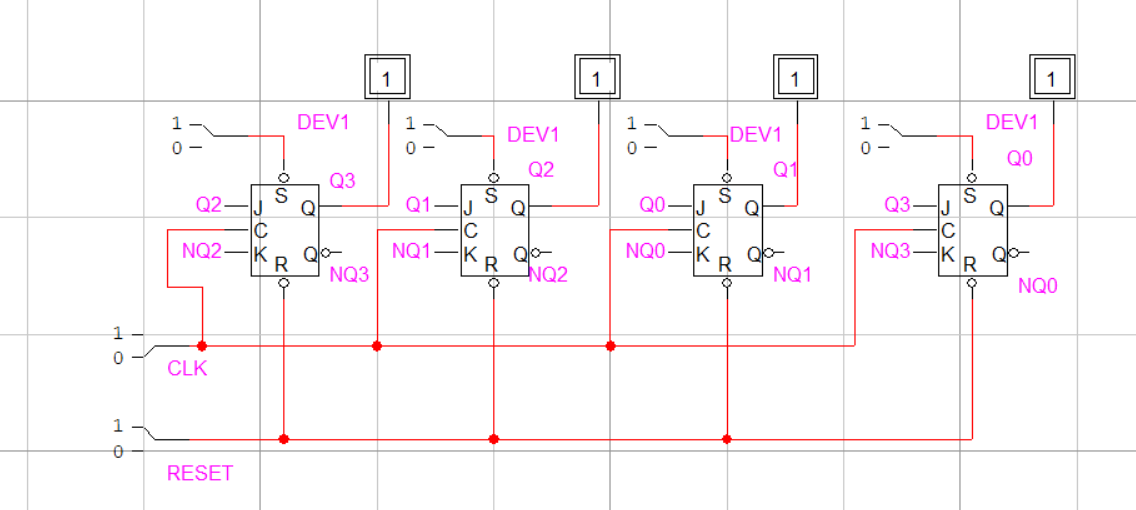 1 1 1 1
1 DEV1 1 DEV1 1 DEV1 1 DEV1
0 0 0 0
Q3 Q2 Q1 Q0
S S S S
Q2 J Q Q1 J Q Q0 J Q Q3 J Q
C C C C
NQ2 K Q NQ1 K Q NQ0 K Q NQ3 K Q
R R R R
NQ3 NQ2 NQ1 NQ0
1
0
CLK
1
0
RESET